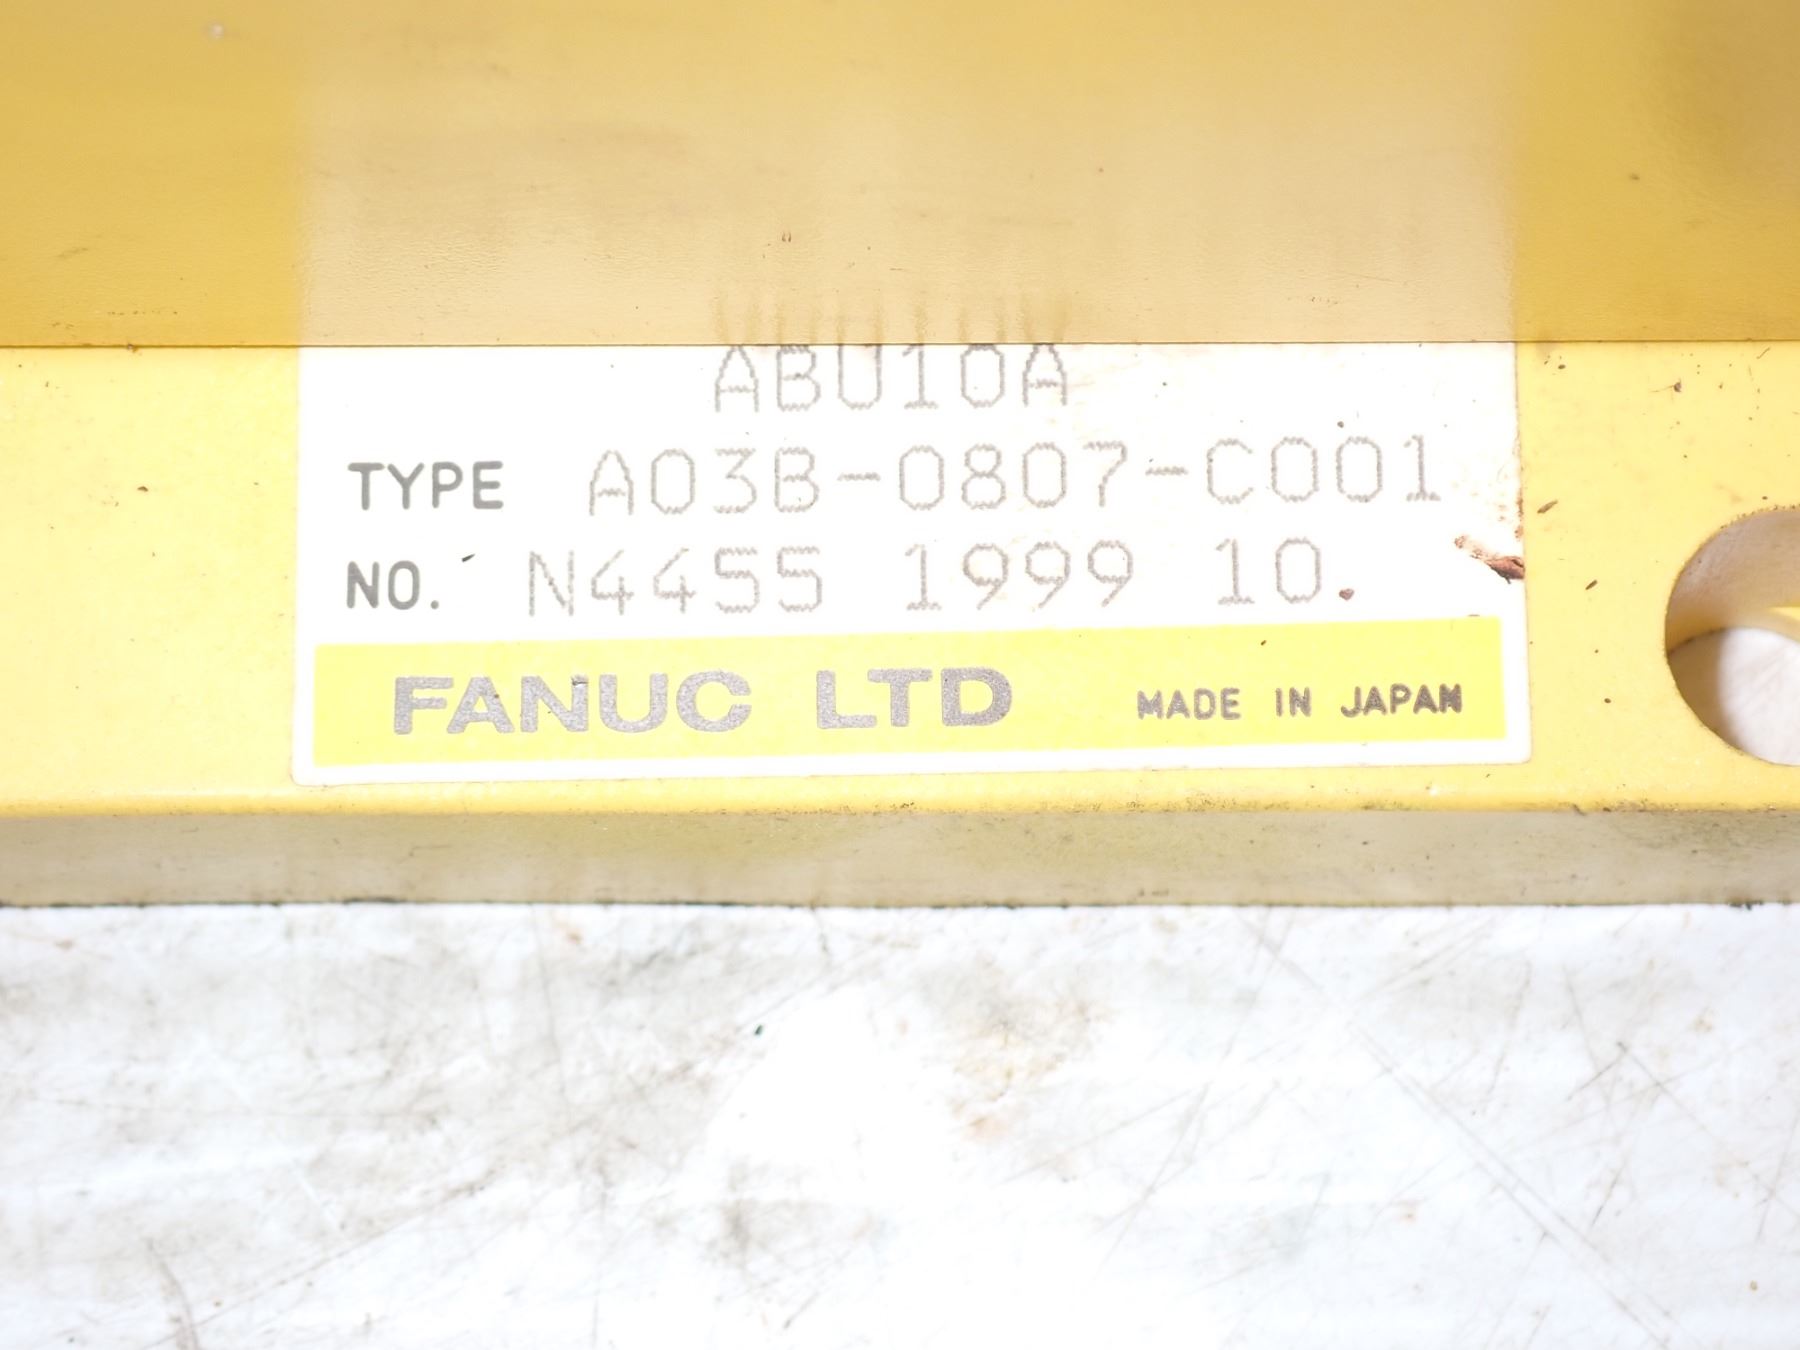 ABU10A
TYPE A03B-0807-C001
NO. N4455 1999 10.
FANUC LTD MADE IN JAPAN